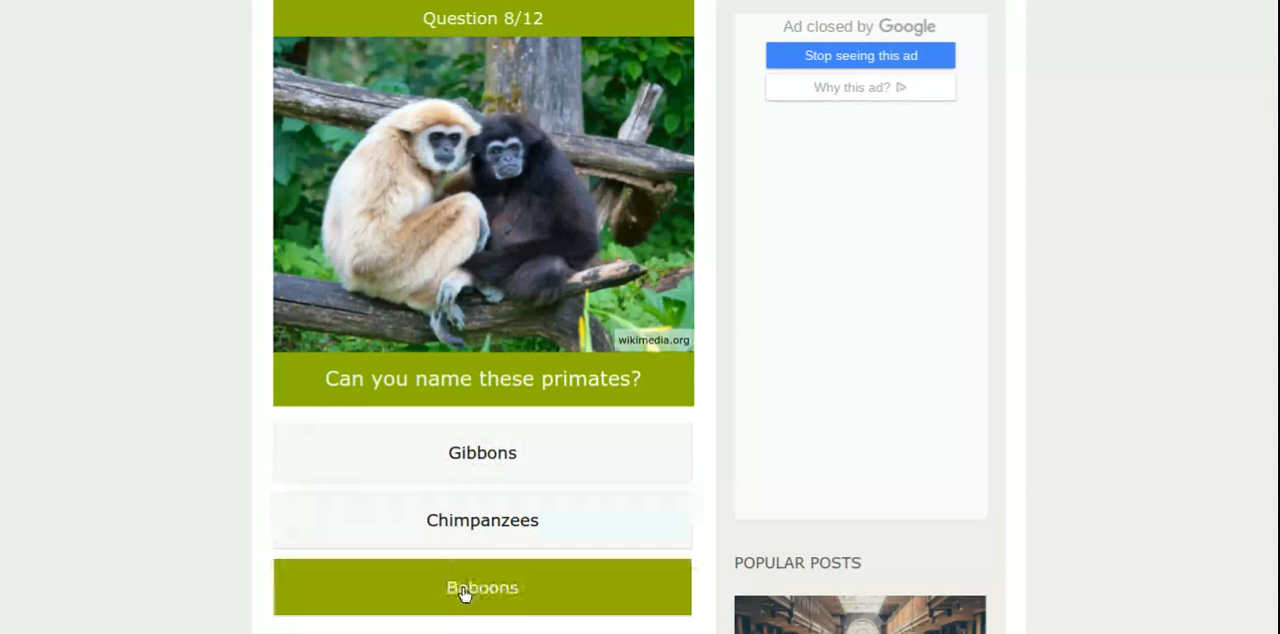 Question 8/12
wikimedia.org
Can you name these primates?
Gibbons
Chimpanzees
Baboons
Ad closed by Google
Stop seeing this ad
Why this ad?
POPULAR POSTS